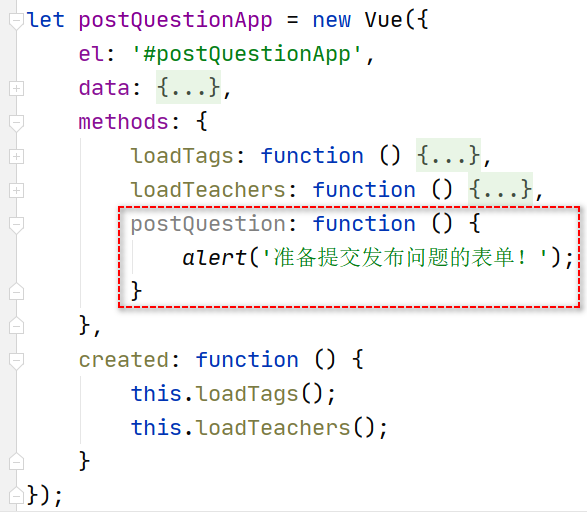 let postQuestionApp = new Vue({
    el: '#postQuestionApp',
    data: {...},
    methods: {
        loadTags: function () {...},
        loadTeachers: function () {...},
        postQuestion: function () {
            alert('准备提交发布问题的表单！');
        }
    },
    created: function () {
        this.loadTags();
        this.loadTeachers();
    }
});